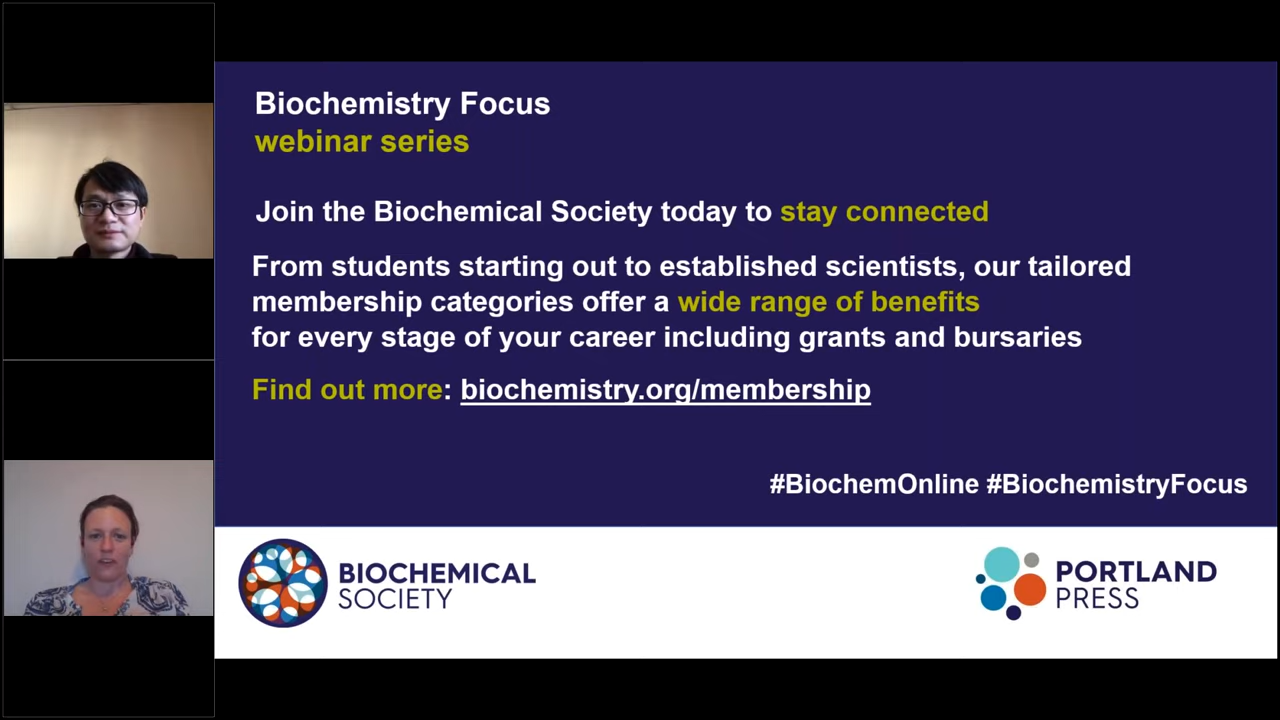 Biochemistry Focus
webinar series
Join the Biochemical Society today to stay connected
From students starting out to established scientists, our tailored
membership categories offer a wide range of benefits
for every stage of your career including grants and bursaries
Find out more: biochemistry.org/membership
#BiochemOnline #BiochemistryFocus
BIOCHEMICAL
SOCIETY
PORTLAND
PRESS